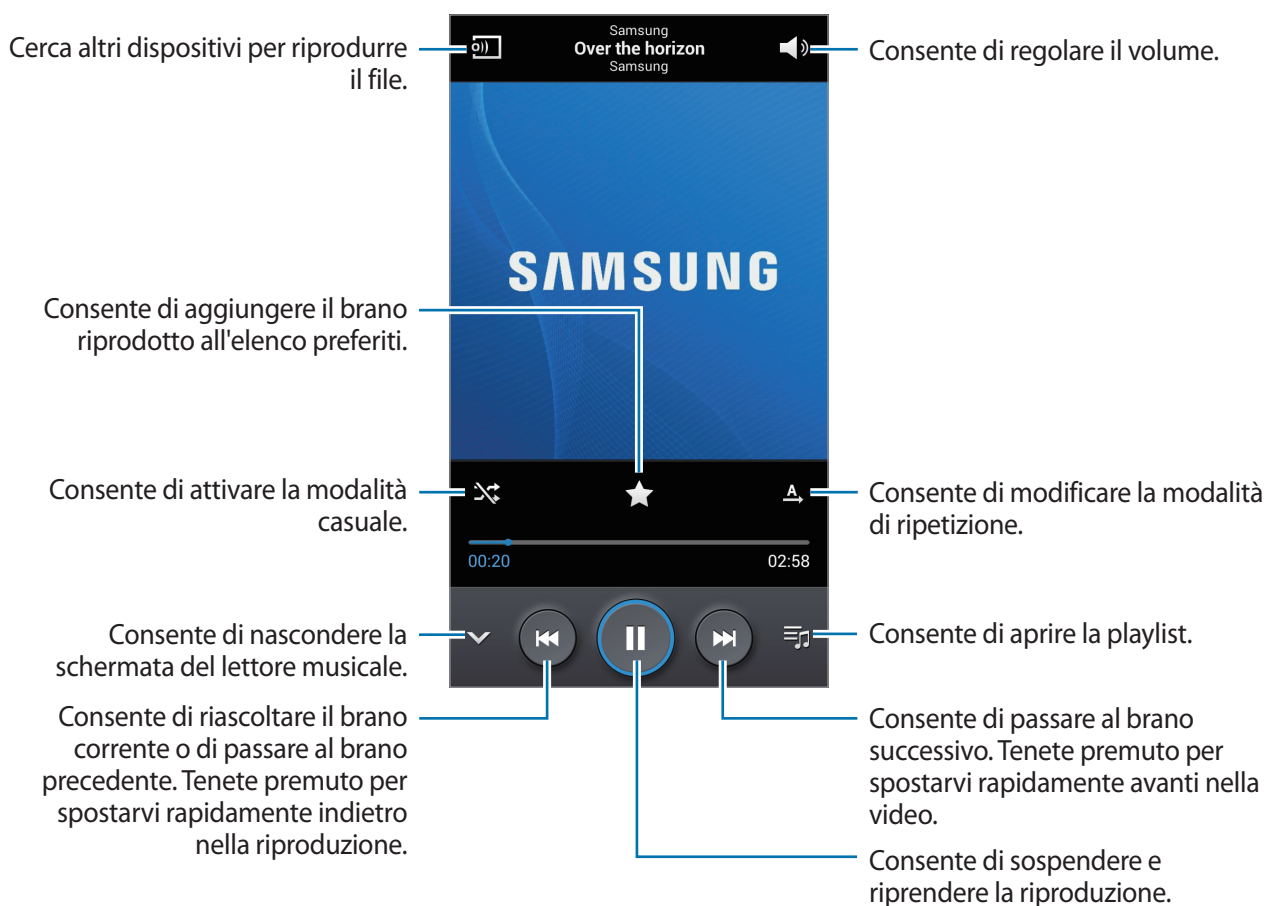 Cerca altri dispositivi per riprodurre
il file.
Samsung
Over the horizon
Samsung
Consente di regolare il volume.
SAMSUNG
Consente di aggiungere il brano
riprodotto all'elenco preferiti.
Consente di attivare la modalità
casuale.
A
Consente di modificare la modalità
di ripetizione.
00:20
02:58
Consente di nascondere la
schermata del lettore musicale.
Consente di aprire la playlist.
Consente di riascoltare il brano
corrente o di passare al brano
precedente. Tenete premuto per
spostarvi rapidamente indietro
nella riproduzione.
Consente di passare al brano
successivo. Tenete premuto per
spostarvi rapidamente avanti nella
video.
Consente di sospendere e
riprendere la riproduzione.